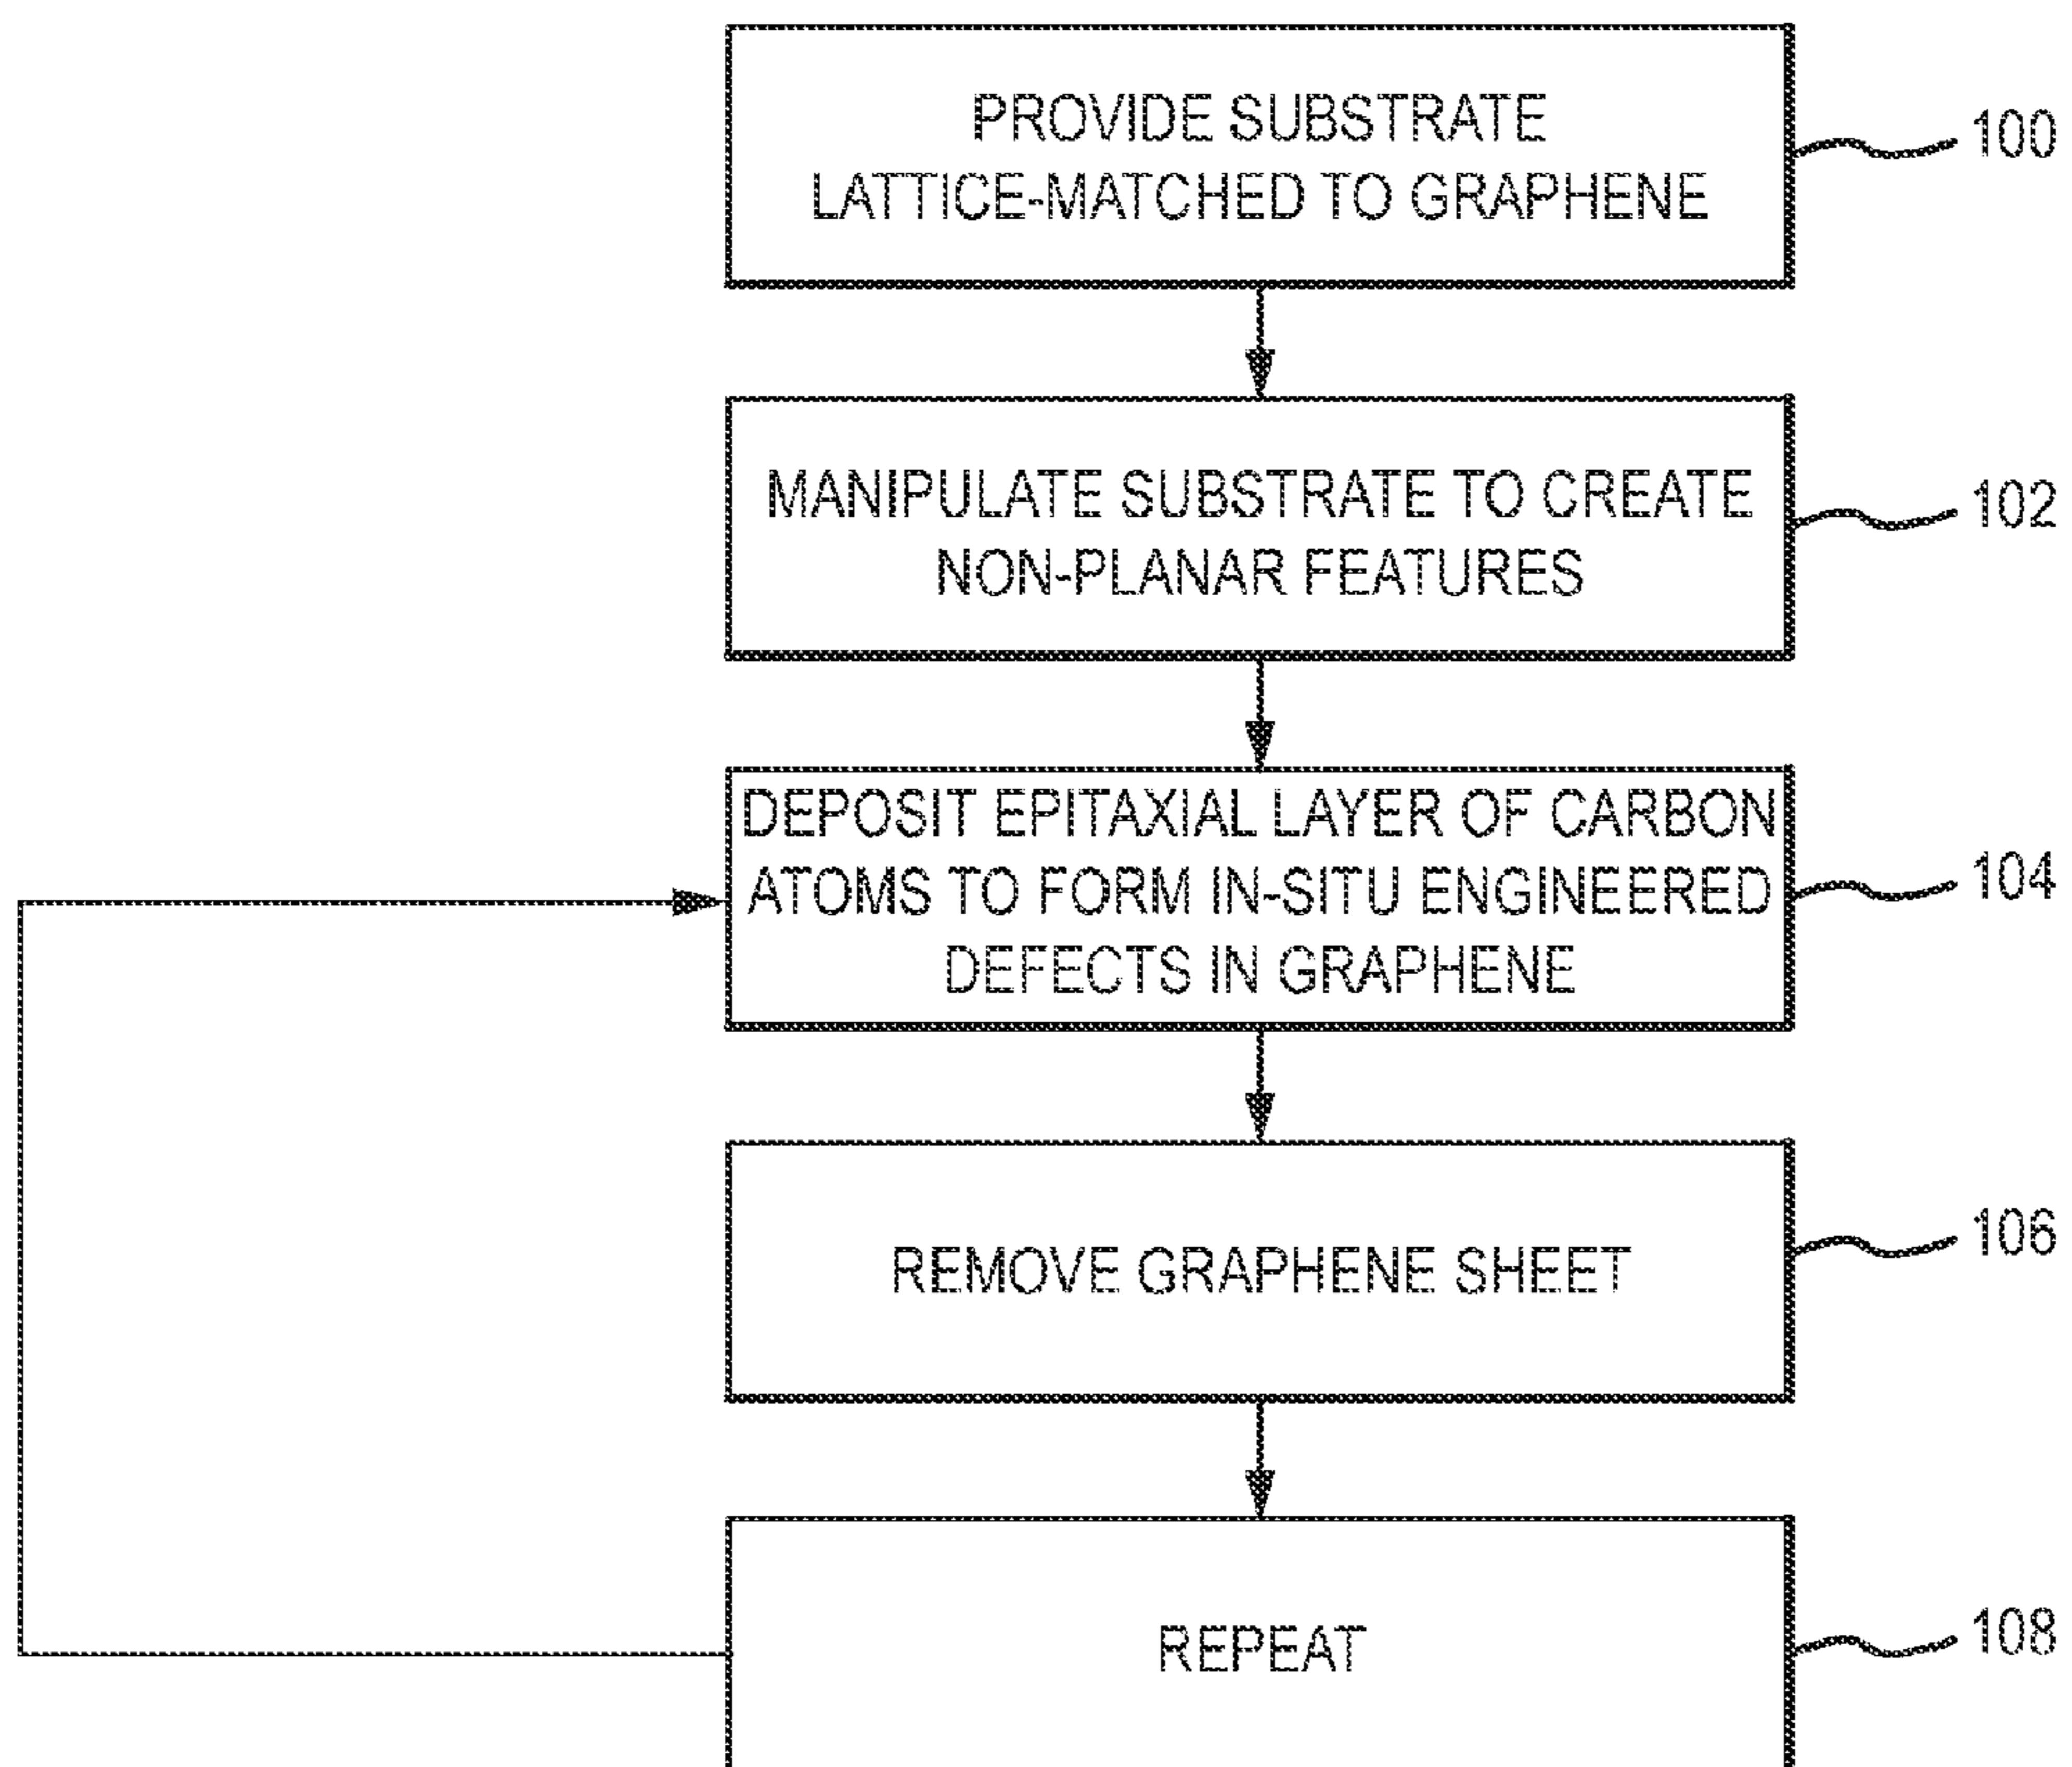 PROVIDE SUBSTRATE
LATTICE-MATCHED TO GRAPHENE
100
MANIPULATE SUBSTRATE TO CREATE
NON-PLANAR FEATURES
102
DEPOSIT EPITAXIAL LAYER OF CARBON
ATOMS TO FORM IN-SITU ENGINEERED
DEFECTS IN GRAPHENE
104
REMOVE GRAPHENE SHEET
106
REPEAT
108